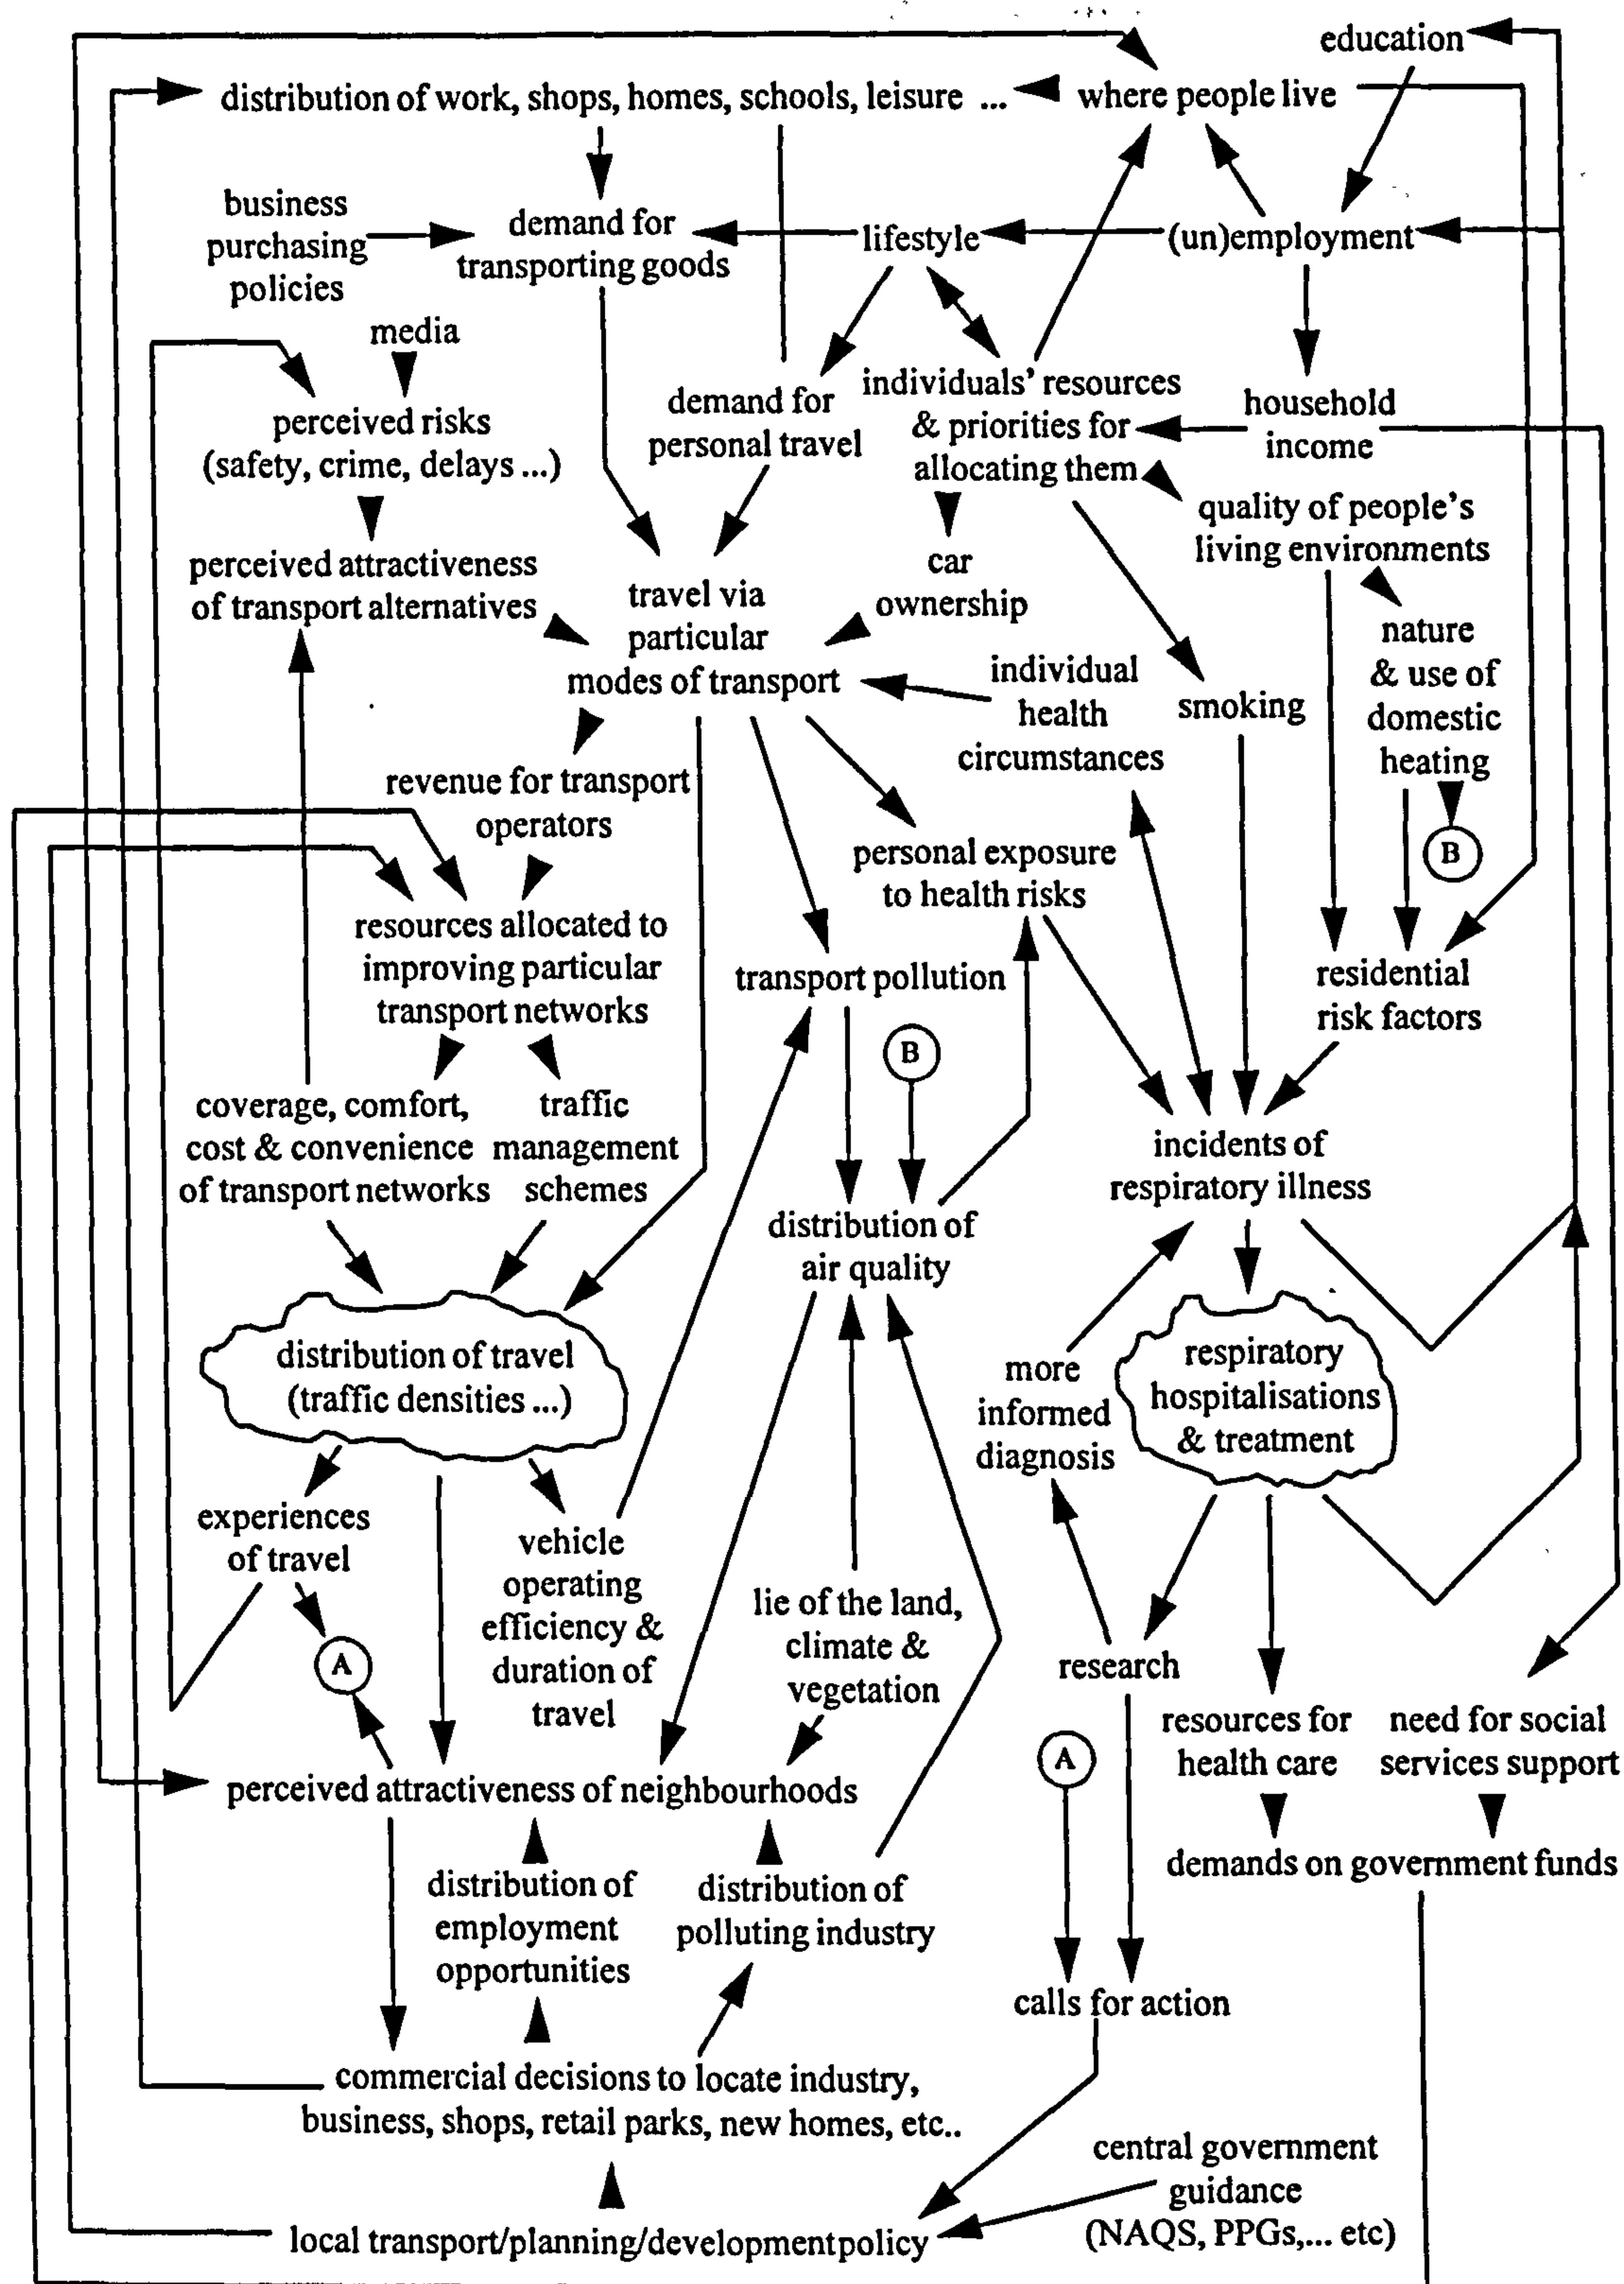 education
distribution of work, shops, homes, schools, leisure ...
where people live
business
purchasing
policies
demand for
transporting goods
lifestyle
(un)employment
media
perceived risks
(safety, crime, delays ...)
demand for
personal travel
individuals' resources
& priorities for
allocating them
household
income
quality of people's
living environments
perceived attractiveness
of transport alternatives
travel via
particular
modes of transport
car
ownership
nature
& use of
domestic
heating
individual
health
circumstances
smoking
revenue for transport
operators
B
personal exposure
to health risks
resources allocated to
improving particular
transport networks
transport pollution
residential
risk factors
B
coverage, comfort,
cost & convenience
of transport networks
traffic
management
schemes
incidents of
respiratory illness
distribution of
air quality
distribution of travel
(traffic densities ...)
more
informed
diagnosis
respiratory
hospitalisations
& treatment
experiences
of travel
vehicle
operating
efficiency &
duration of
travel
lie of the land,
climate &
vegetation
A
research
resources for
health care
need for social
services support
A
perceived attractiveness of neighbourhoods
demands on government funds
distribution of
employment
opportunities
distribution of
polluting industry
calls for action
commercial decisions to locate industry,
business, shops, retail parks, new homes, etc..
central government
guidance
(NAQS, PPGs,... etc)
local transport/planning/developmentpolicy